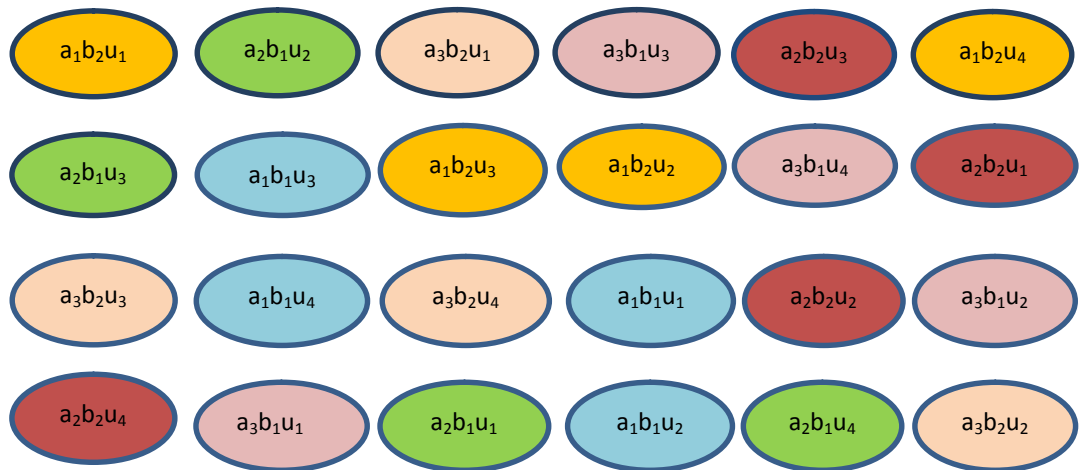 a₁b₂u₁ a₂b₁u₂ a₃b₂u₁ a₃b₁u₃ a₂b₂u₃ a₁b₂u₄
a₂b₁u₃ a₁b₁u₃ a₁b₂u₃ a₁b₂u₂ a₃b₁u₄ a₂b₂u₁
a₃b₂u₃ a₁b₁u₄ a₃b₂u₄ a₁b₁u₁ a₂b₂u₂ a₃b₁u₂
a₂b₂u₄ a₃b₁u₁ a₂b₁u₁ a₁b₁u₂ a₂b₁u₄ a₃b₂u₂